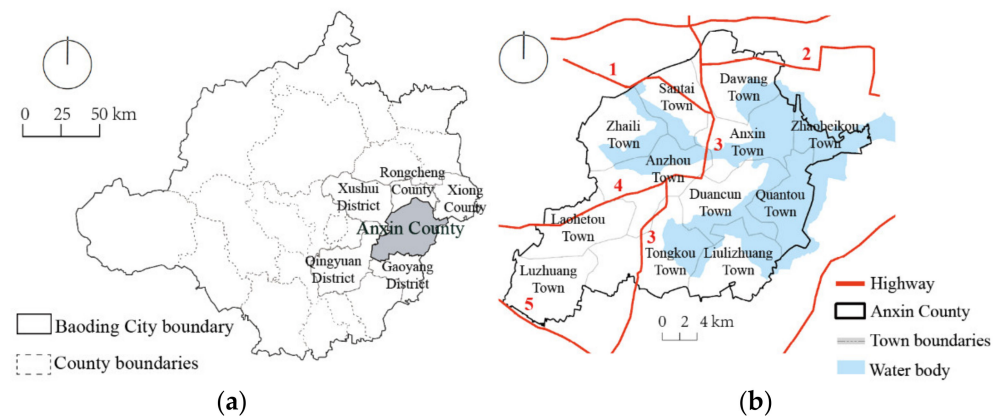 0 25 50 km
Rongcheng
County
Xushui
District
Xiong
County
Anxin County
Qingyuan
District
Gaoyang
District
Baoding City boundary
County boundaries
(a)
1
2
Santai
Town
Dawang
Town
Zhaili
Town
Anxin
Town
Zhaobeikou
Town
3
Anzhou
Town
4
Duancun
Town
Quantou
Town
Laohetou
Town
3
Tongkou
Town
Liulizhuang
Town
Luzhuang
Town
5
0 2 4 km
Highway
Anxin County
Town boundaries
Water body
(b)